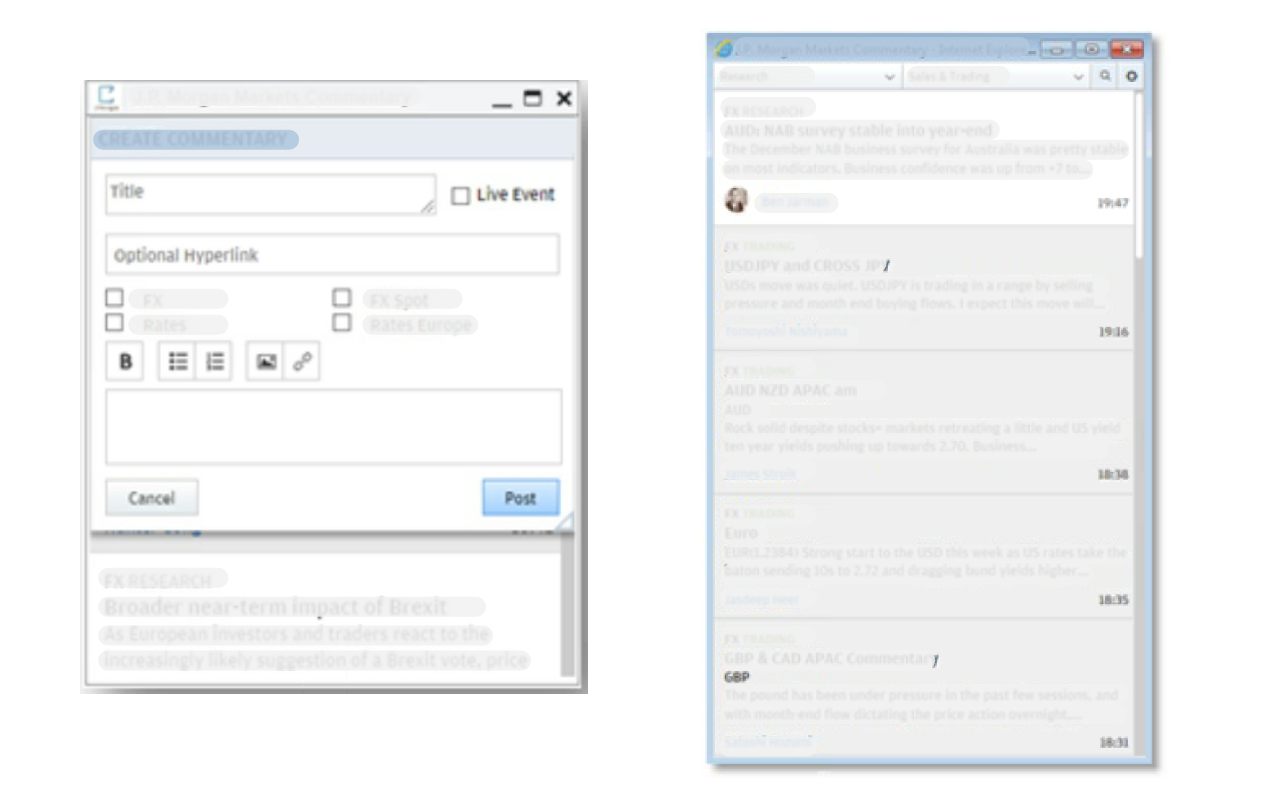 J.P. Morgan Markets Commentary
CREATE COMMENTARY
Title
Live Event
Optional Hyperlink
FX
FX Spot
Rates
Rates Europe
B
Cancel
Post
FX RESEARCH
Broader near-term impact of Brexit
As European investors and traders react to the
increasingly likely suggestion of a Brexit vote, price
J.P. Morgan Markets Commentary - Internet Explore...
Research
Sales & Trading
FX RESEARCH
AUD: NAB survey stable into year-end
The December NAB business survey for Australia was pretty stable
on most indicators. Business confidence was up from +7 to...
Ben Jarman
19:47
FX TRADING
USDJPY and CROSS JPY
USDs move was quiet. USDJPY is trading in a range by selling
pressure and month end buying flows. I expect this move will...
Tomoyoshi Nishiyama
19:16
FX TRADING
AUD NZD APAC am
AUD
Rock solid despite stocks+ markets retreating a little and US yield
ten year yields pushing up towards 2.70. Business...
James
18:38
FX TRADING
Euro
EUR(1.2384) Strong start to the USD this week as US rates take the
baton sending 10s to 2.72 and dragging bund yields higher...
Jasdeep Heer
18:35
FX TRADING
GBP & CAD APAC Commentary
GBP
The pound has been under pressure in the past few sessions, and
with month-end flow dictating the price action overnight,...
Satoshi
18:31